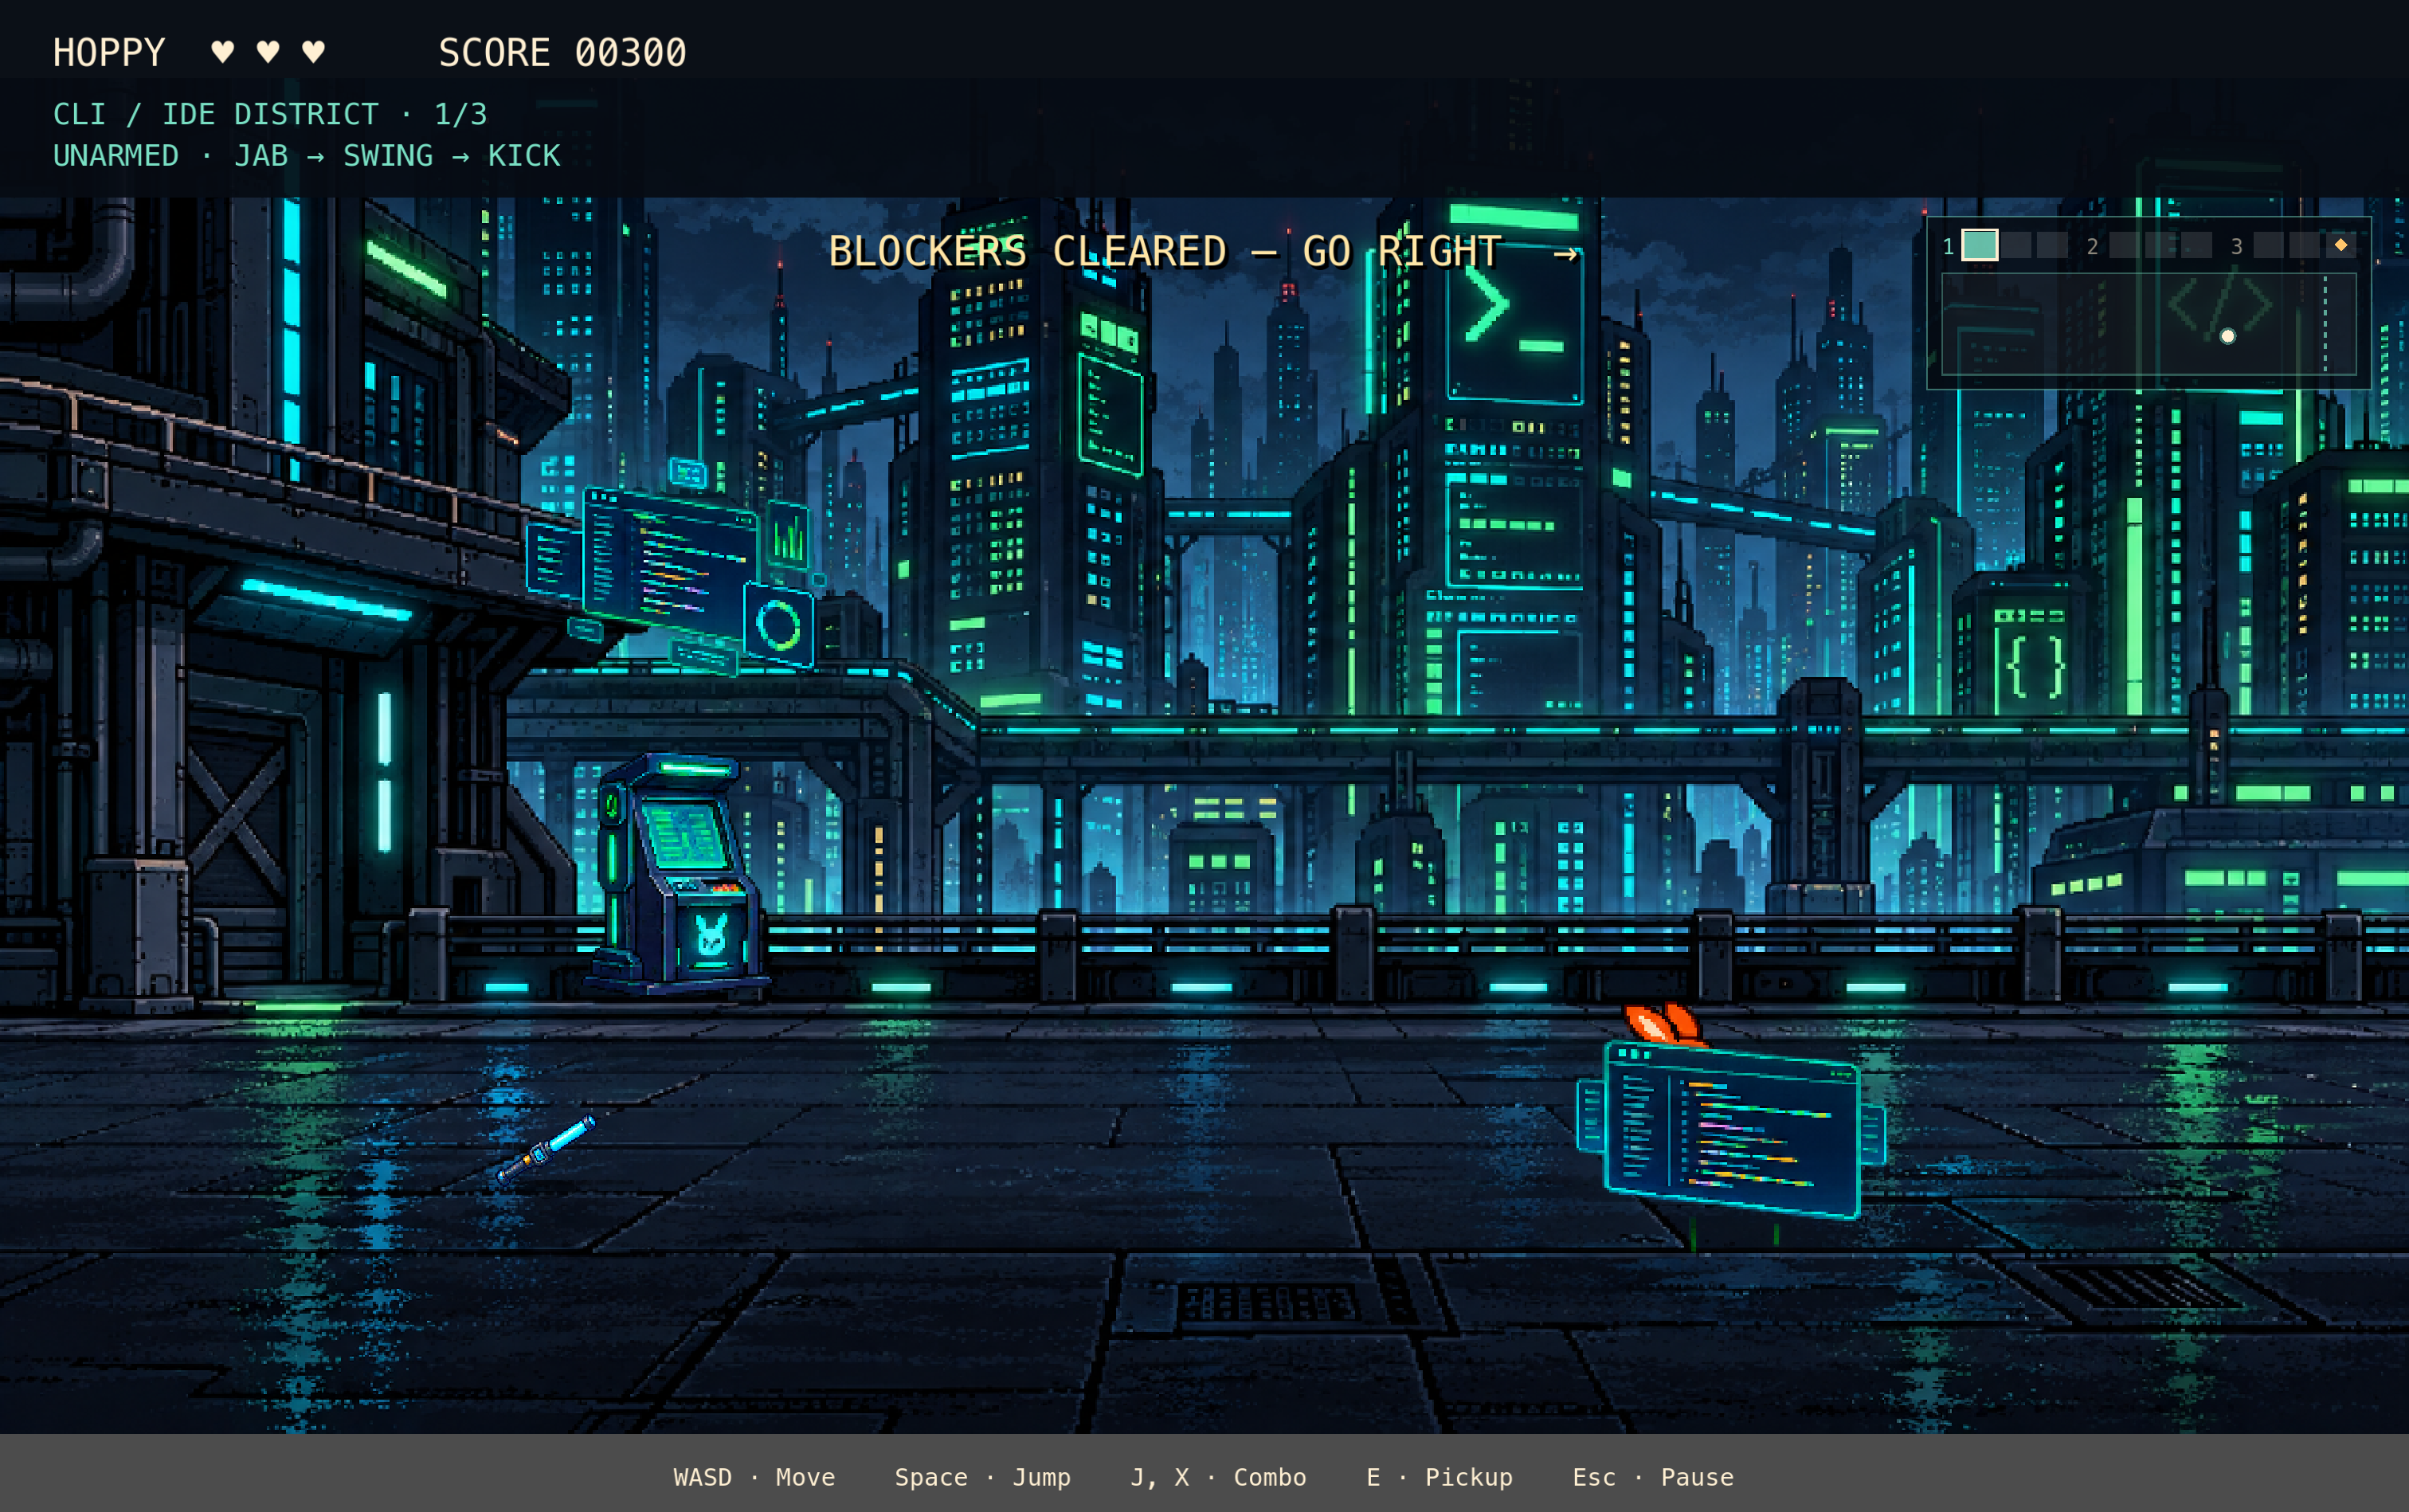 HOPPY ♥ ♥ ♥ SCORE 00300
CLI / IDE DISTRICT · 1/3
UNARMED · JAB → SWING → KICK
BLOCKERS CLEARED — GO RIGHT →
1 2 3
>_
</>
{}
WASD · Move Space · Jump J, X · Combo E · Pickup Esc · Pause